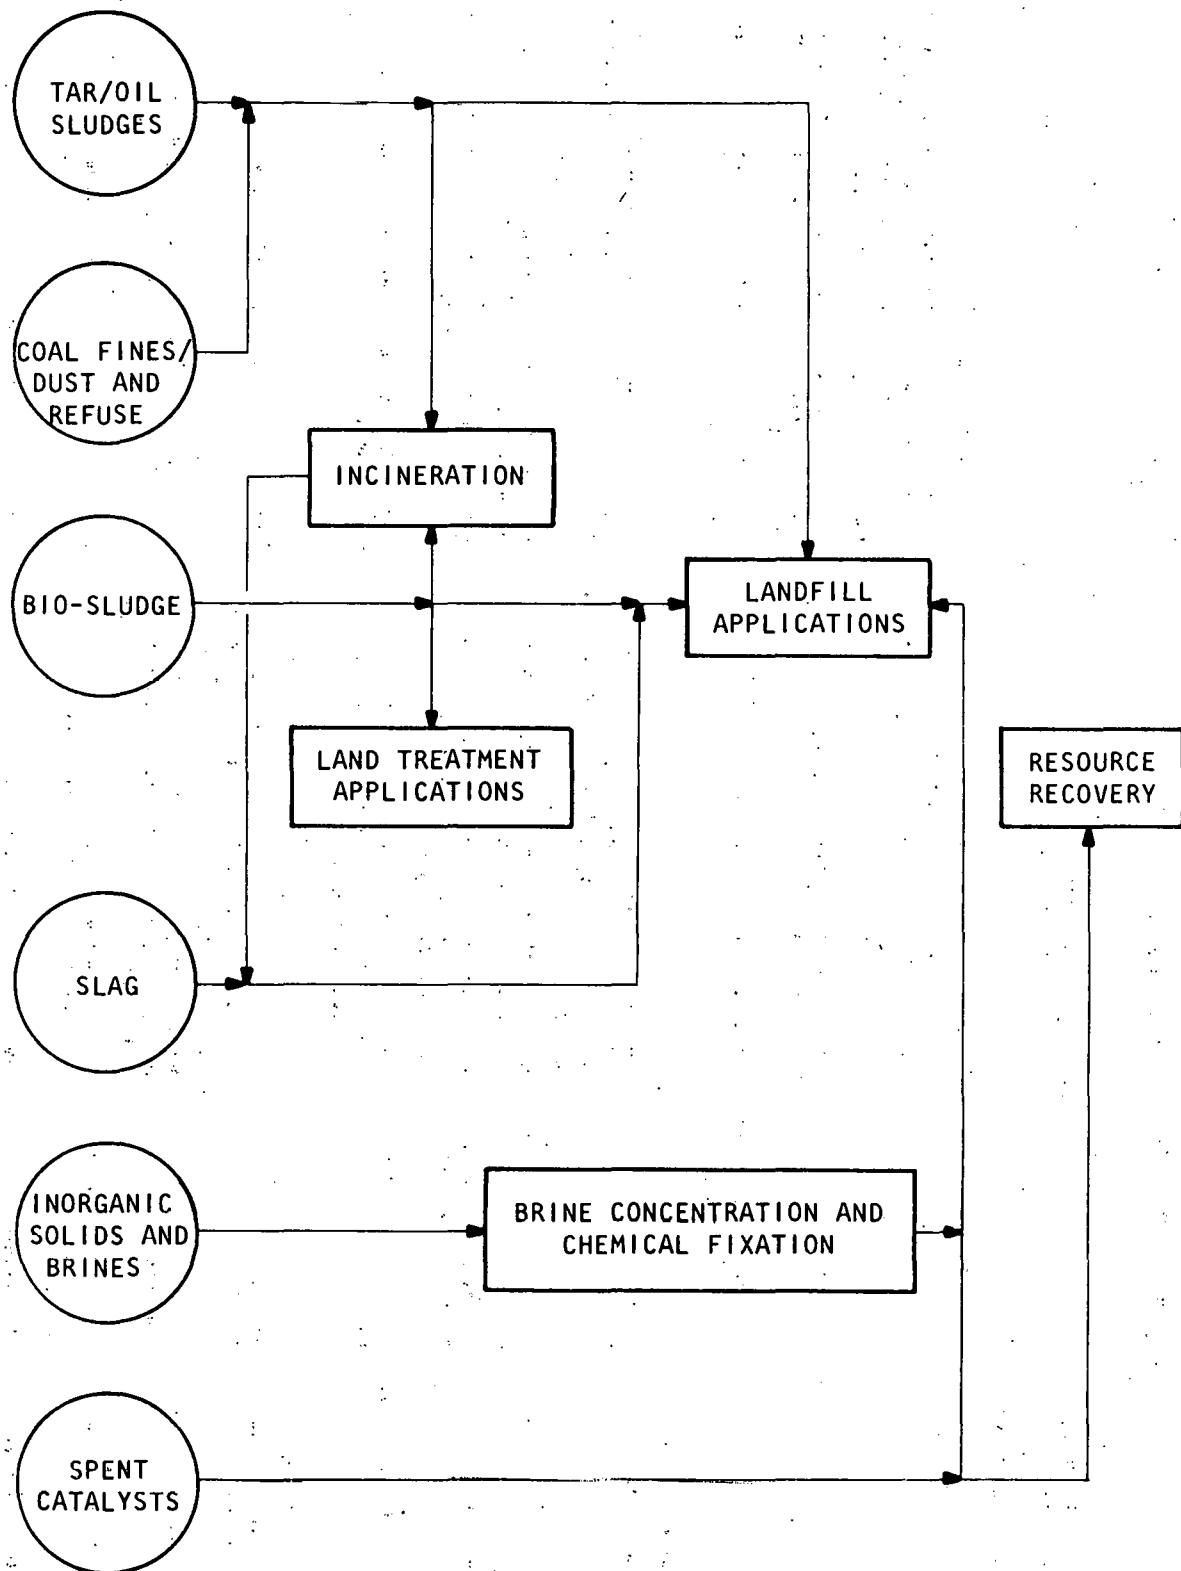 TAR/OIL
SLUDGES
COAL FINES/
DUST AND
REFUSE
INCINERATION
BIO-SLUDGE
LANDFILL
APPLICATIONS
LAND TREATMENT
APPLICATIONS
RESOURCE
RECOVERY
SLAG
INORGANIC
SOLIDS AND
BRINES
BRINE CONCENTRATION AND
CHEMICAL FIXATION
SPENT
CATALYSTS